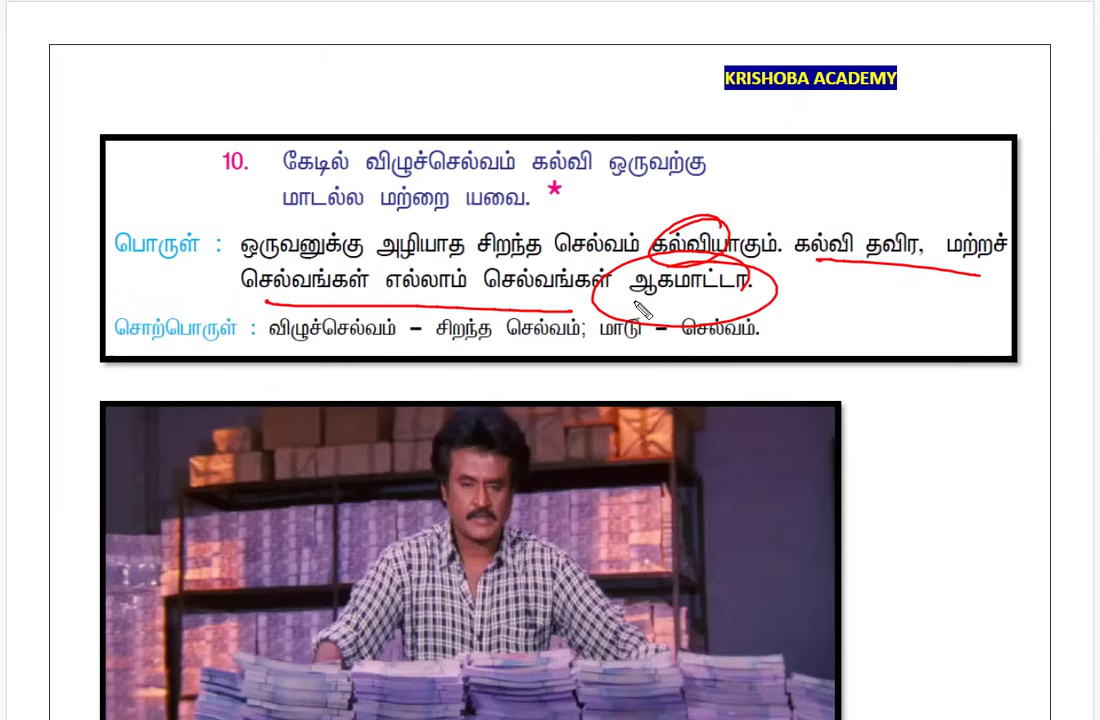 KRISHOBA ACADEMY
10. கேடில் விழுச்செல்வம் கல்வி ஒருவற்கு
மாடல்ல மற்றை யவை. *
பொருள் : ஒருவனுக்கு அழியாத சிறந்த செல்வம் கல்வியாகும். கல்வி தவிர, மற்றச்
செல்வங்கள் எல்லாம் செல்வங்கள் ஆகமாட்டா.
சொற்பொருள் : விழுச்செல்வம் – சிறந்த செல்வம்; மாடு – செல்வம்.